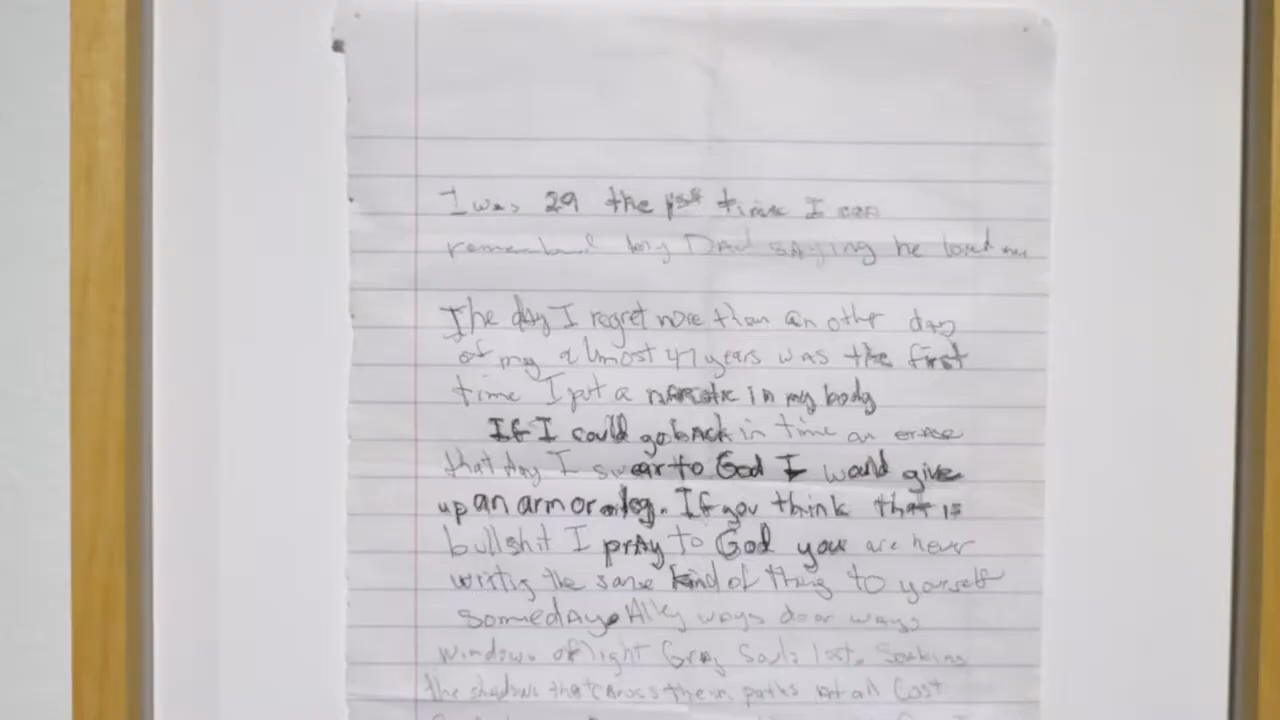 I was 29 the 1st time I can
remember my Dad saying he loved me
The day I regret more than an other day
of my almost 47 years was the first
time I put a narcotic in my body
If I could go back in time an erase
that day I swear to God I would give
up an arm or a leg. If you think that is
bullshit I pray to God you are never
writing the same kind of thing to yourself
someday. Alley ways door ways
windows of light Gray Souls lost. Seeking
the shadows that cross their paths at all Cost